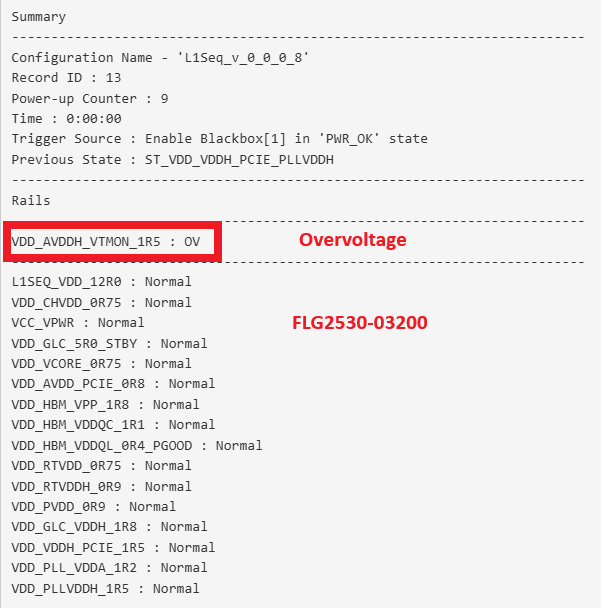 Summary
--------------------------------------------------------------------------
Configuration Name - 'L1Seq_v_0_0_0_8'
Record ID : 13
Power-up Counter : 9
Time : 0:00:00
Trigger Source : Enable Blackbox[1] in 'PWR_OK' state
Previous State : ST_VDD_VDDH_PCIE_PLLVDDH
--------------------------------------------------------------------------
Rails
--------------------------------------------------------------------------
VDD_AVDDH_VTMON_1R5 : OV Overvoltage
--------------------------------------------------------------------------
L1SEQ_VDD_12R0 : Normal
VDD_CHVDD_0R75 : Normal
VCC_VPWR : Normal FLG2530-03200
VDD_GLC_5R0_STBY : Normal
VDD_VCORE_0R75 : Normal
VDD_AVDD_PCIE_0R8 : Normal
VDD_HBM_VPP_1R8 : Normal
VDD_HBM_VDDQC_1R1 : Normal
VDD_HBM_VDDQL_0R4_PGOOD : Normal
VDD_RTVDD_0R75 : Normal
VDD_RTVDDH_0R9 : Normal
VDD_PVDD_0R9 : Normal
VDD_GLC_VDDH_1R8 : Normal
VDD_VDDH_PCIE_1R5 : Normal
VDD_PLL_VDDA_1R2 : Normal
VDD_PLLVDDH_1R5 : Normal